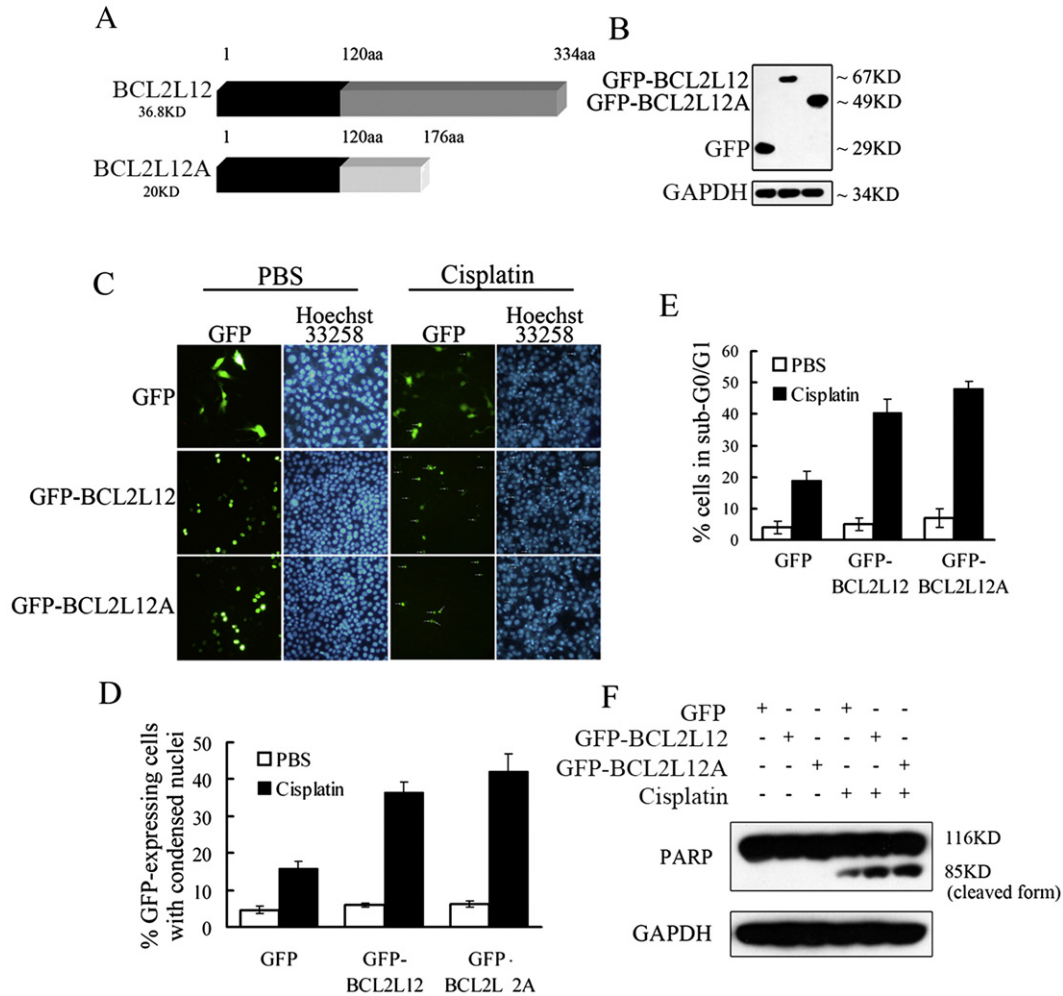 A
1 120aa 334aa
BCL2L12
36.8KD
1 120aa 176aa
BCL2L12A
20KD
B
GFP-BCL2L12 ~ 67KD
GFP-BCL2L12A ~ 49KD
GFP ~ 29KD
GAPDH ~ 34KD
C
PBS Cisplatin
GFP Hoechst 33258 GFP Hoechst 33258
GFP
GFP-BCL2L12
GFP-BCL2L12A
E
% cells in sub-G0/G1
60
50
40
30
20
10
0
PBS
Cisplatin
GFP GFP-BCL2L12 GFP-BCL2L12A
D
% GFP-expressing cells
with condensed nuclei
50
40
30
20
10
0
PBS
Cisplatin
GFP GFP-BCL2L12 GFP·BCL2L 2A
F
GFP + - - + - -
GFP-BCL2L12 - + - - + -
GFP-BCL2L12A - - + - - +
Cisplatin - - - + + +
PARP
116KD
85KD
(cleaved form)
GAPDH